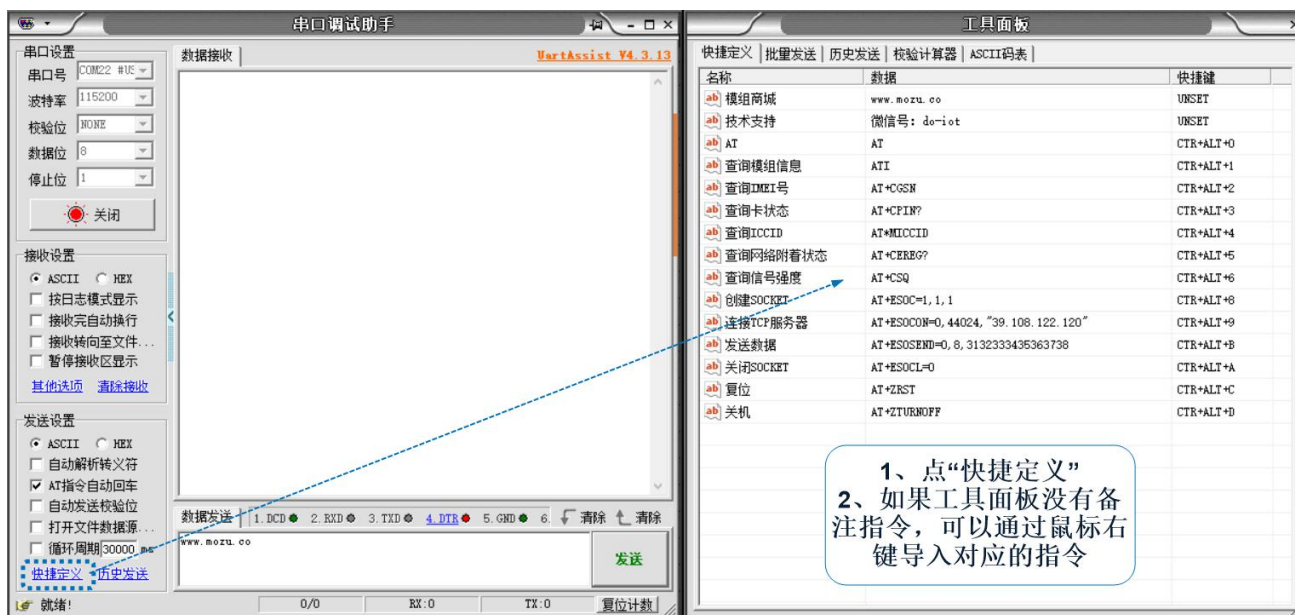 串口调试助手
串口设置
串口号 COM22 #US
波特率 115200
校验位 NONE
数据位 8
停止位 1
关闭
接收设置
ASCII HEX
按日志模式显示
接收完自动换行
接收转向至文件...
暂停接收区显示
其他选项 清除接收
发送设置
ASCII HEX
自动解析转义符
AT指令自动回车
自动发送校验位
打开文件数据源...
循环周期 30000 ms
快捷定义 历史发送
就绪!
数据接收
UartAssist V4.3.13
数据发送 1.DCD 2.RXD 3.TXD 4.DTR 5.GND 6. 清除 清除
www.mozu.co
发送
0/0 RX:0 TX:0 复位计数
工具面板
快捷定义 批量发送 历史发送 校验计算器 ASCII码表
名称 数据 快捷键
模组商城 www.mozu.co UNSET
技术支持 微信号: do-iot UNSET
AT AT CTR+ALT+0
查询模组信息 ATI CTR+ALT+1
查询IMEI号 AT+CGSN CTR+ALT+2
查询卡状态 AT+CPIN? CTR+ALT+3
查询ICCID AT*MICCID CTR+ALT+4
查询网络附着状态 AT+CEREG? CTR+ALT+5
查询信号强度 AT+CSQ CTR+ALT+6
创建SOCKET AT+ESOC=1,1,1 CTR+ALT+8
连接TCP服务器 AT+ESOCON=0,44024,"39.108.122.120" CTR+ALT+9
发送数据 AT+ESOSEND=0,8,3132333435363738 CTR+ALT+B
关闭SOCKET AT+ESOCL=0 CTR+ALT+A
复位 AT+ZRST CTR+ALT+C
关机 AT+ZTURNOFF CTR+ALT+D
1、点“快捷定义”
2、如果工具面板没有备
注指令，可以通过鼠标右
键导入对应的指令